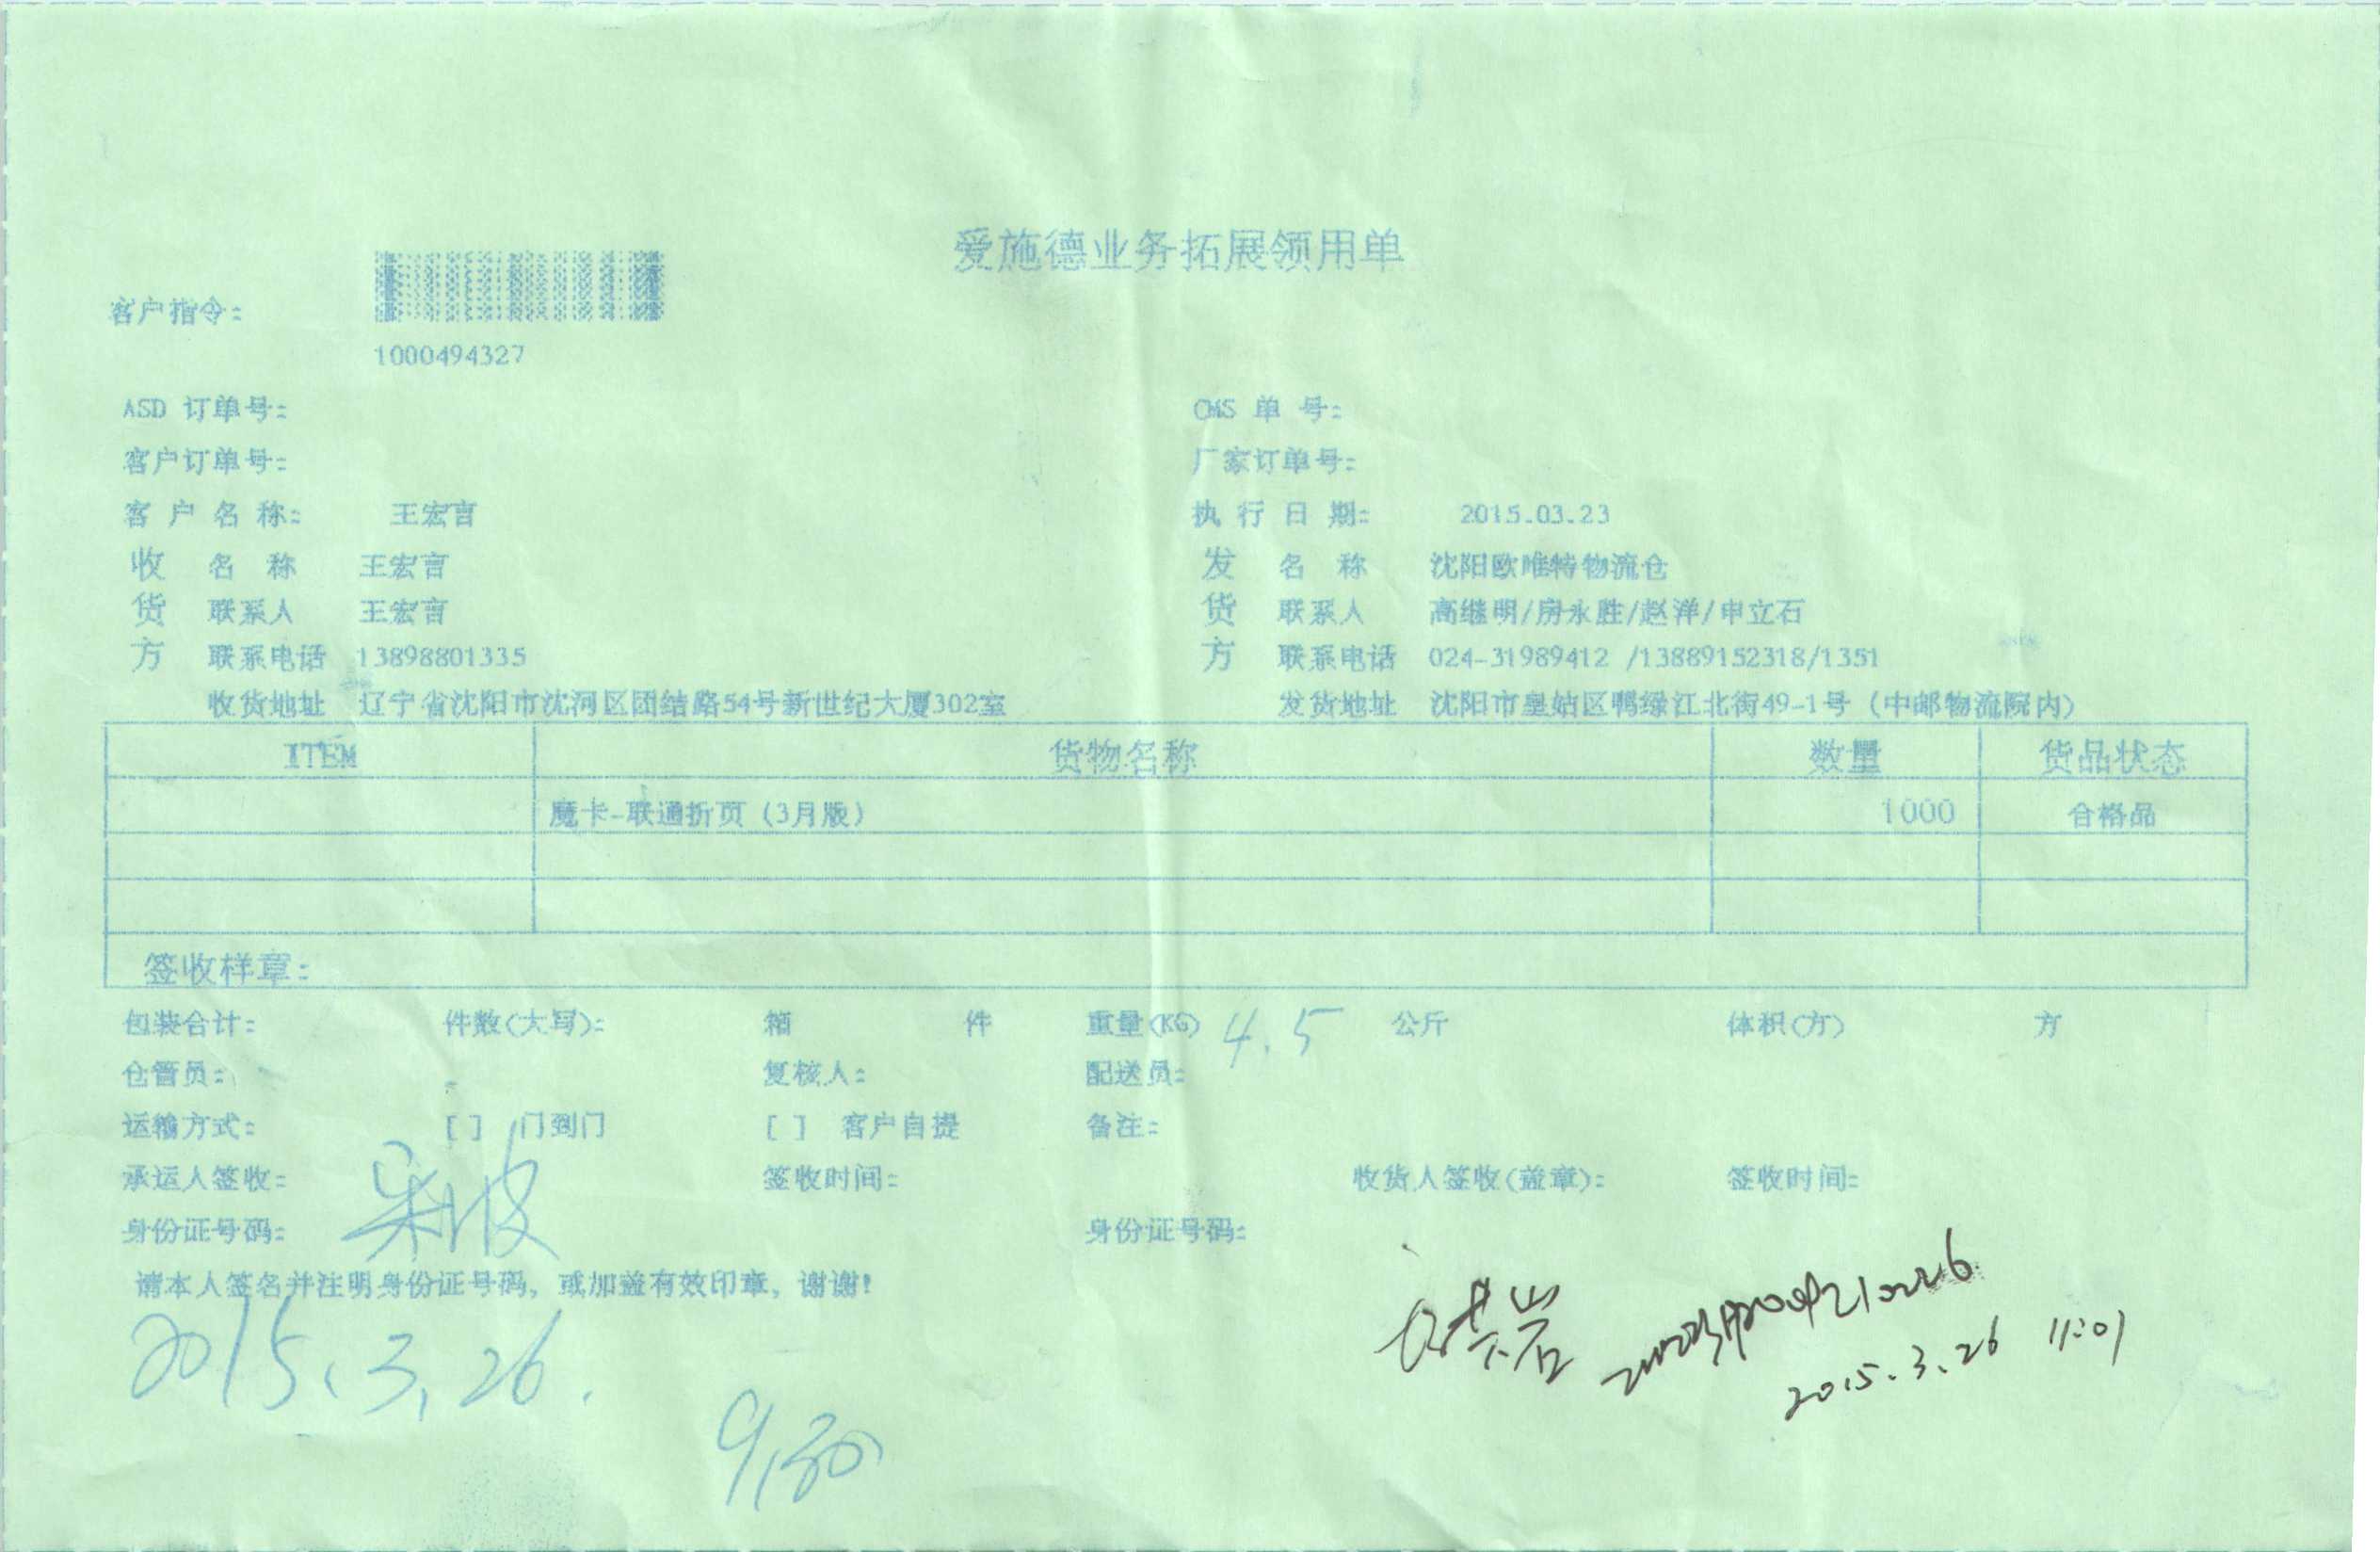 爱施德业务拓展领用单
客户指令：
1000494327
ASD 订单号： CMS 单 号：
客户订单号： 厂家订单号：
客 户 名 称： 王宏言 执 行 日 期： 2015.03.23
收 名 称 王宏言 发 名 称 沈阳欧唯特物流仓
货 联系人 王宏言 货 联系人 高继明/房永胜/赵洋/申立石
方 联系电话 13898801335 方 联系电话 024-31989412 /13889152318/1351
收货地址 辽宁省沈阳市沈河区团结路54号新世纪大厦302室 发货地址 沈阳市皇姑区鸭绿江北街49-1号（中邮物流院内）
ITEM 货物名称 数量 货品状态
魔卡-联通折页（3月版） 1000 合格品
签收样章：
包装合计： 件数(大写)： 箱 件 重量(KG) 4.5 公斤 体积(方) 方
仓管员： 复核人： 配送员：
运输方式： [ ] 门到门 [ ] 客户自提 备注：
承运人签收： 签收时间： 收货人签收(盖章)： 签收时间：
身份证号码： 身份证号码：
请本人签名并注明身份证号码，或加盖有效印章，谢谢！
2015.3.26. 2015.3.26 11:01
9:30